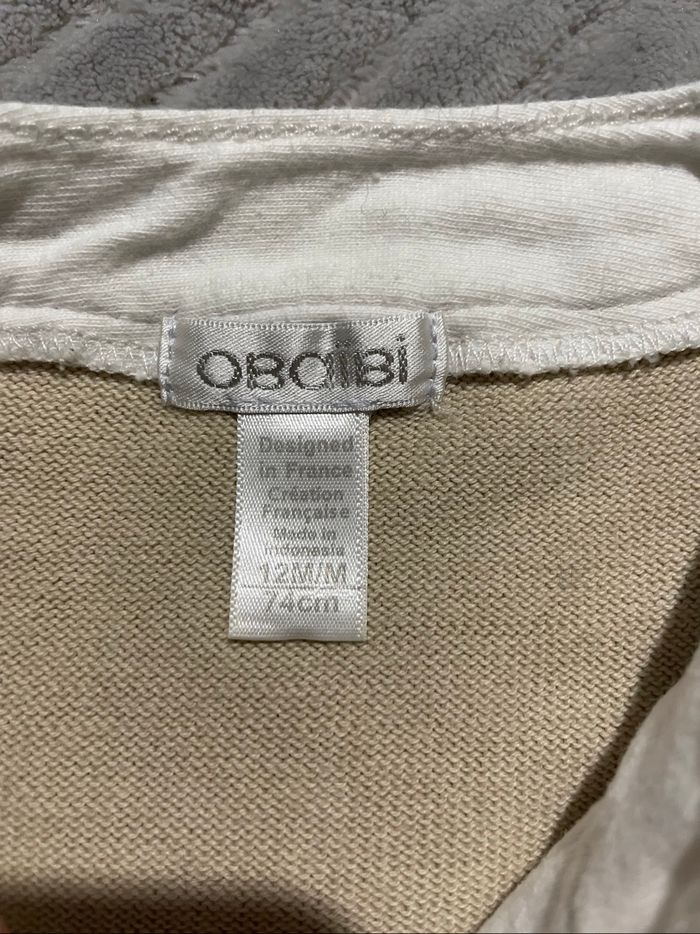 OBaïBi
Designed
in France
Création
Française
Made in
Indonesia
12M/M
74cm